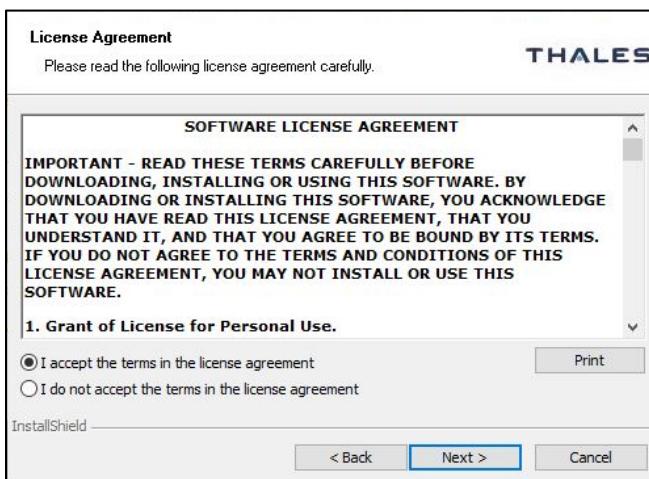 License Agreement
Please read the following license agreement carefully.
THALES
SOFTWARE LICENSE AGREEMENT
IMPORTANT - READ THESE TERMS CAREFULLY BEFORE
DOWNLOADING, INSTALLING OR USING THIS SOFTWARE. BY
DOWNLOADING OR INSTALLING THIS SOFTWARE, YOU ACKNOWLEDGE
THAT YOU HAVE READ THIS LICENSE AGREEMENT, THAT YOU
UNDERSTAND IT, AND THAT YOU AGREE TO BE BOUND BY ITS TERMS.
IF YOU DO NOT AGREE TO THE TERMS AND CONDITIONS OF THIS
LICENSE AGREEMENT, YOU MAY NOT INSTALL OR USE THIS
SOFTWARE.
1. Grant of License for Personal Use.
I accept the terms in the license agreement
Print
I do not accept the terms in the license agreement
InstallShield
< Back
Next >
Cancel